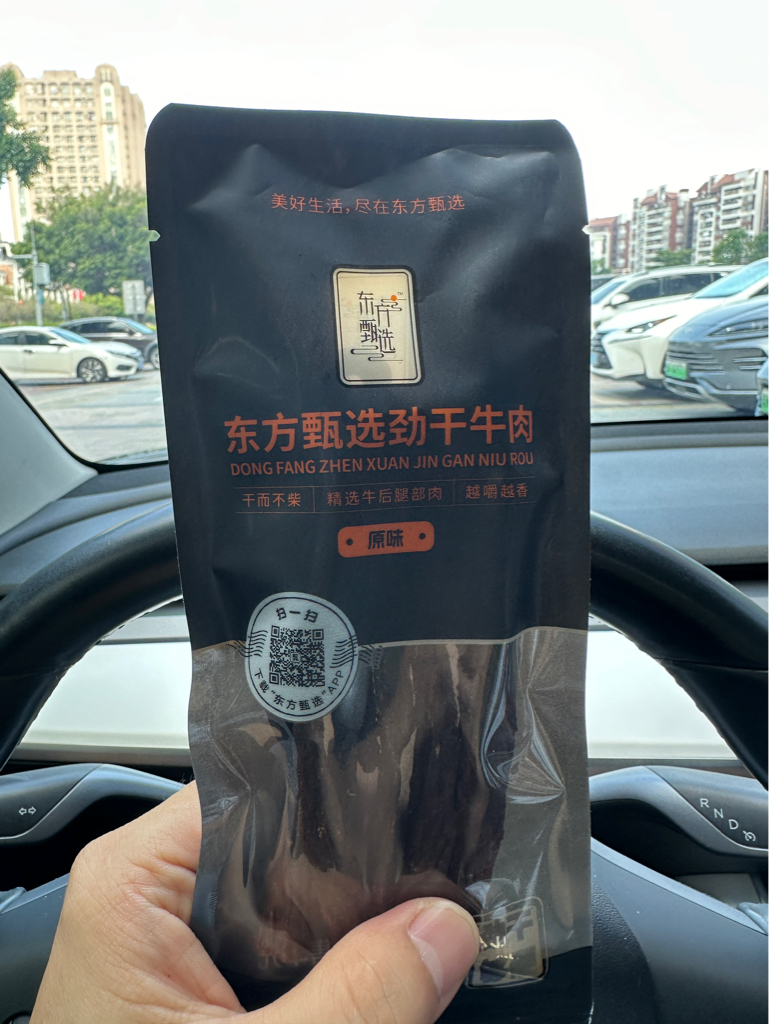 美好生活,尽在东方甄选
东方
甄选
TM
东方甄选劲干牛肉
DONG FANG ZHEN XUAN JIN GAN NIU ROU
干而不柴 精选牛后腿部肉 越嚼越香
原味
扫一扫
下载“东方甄选”APP
R
N
D